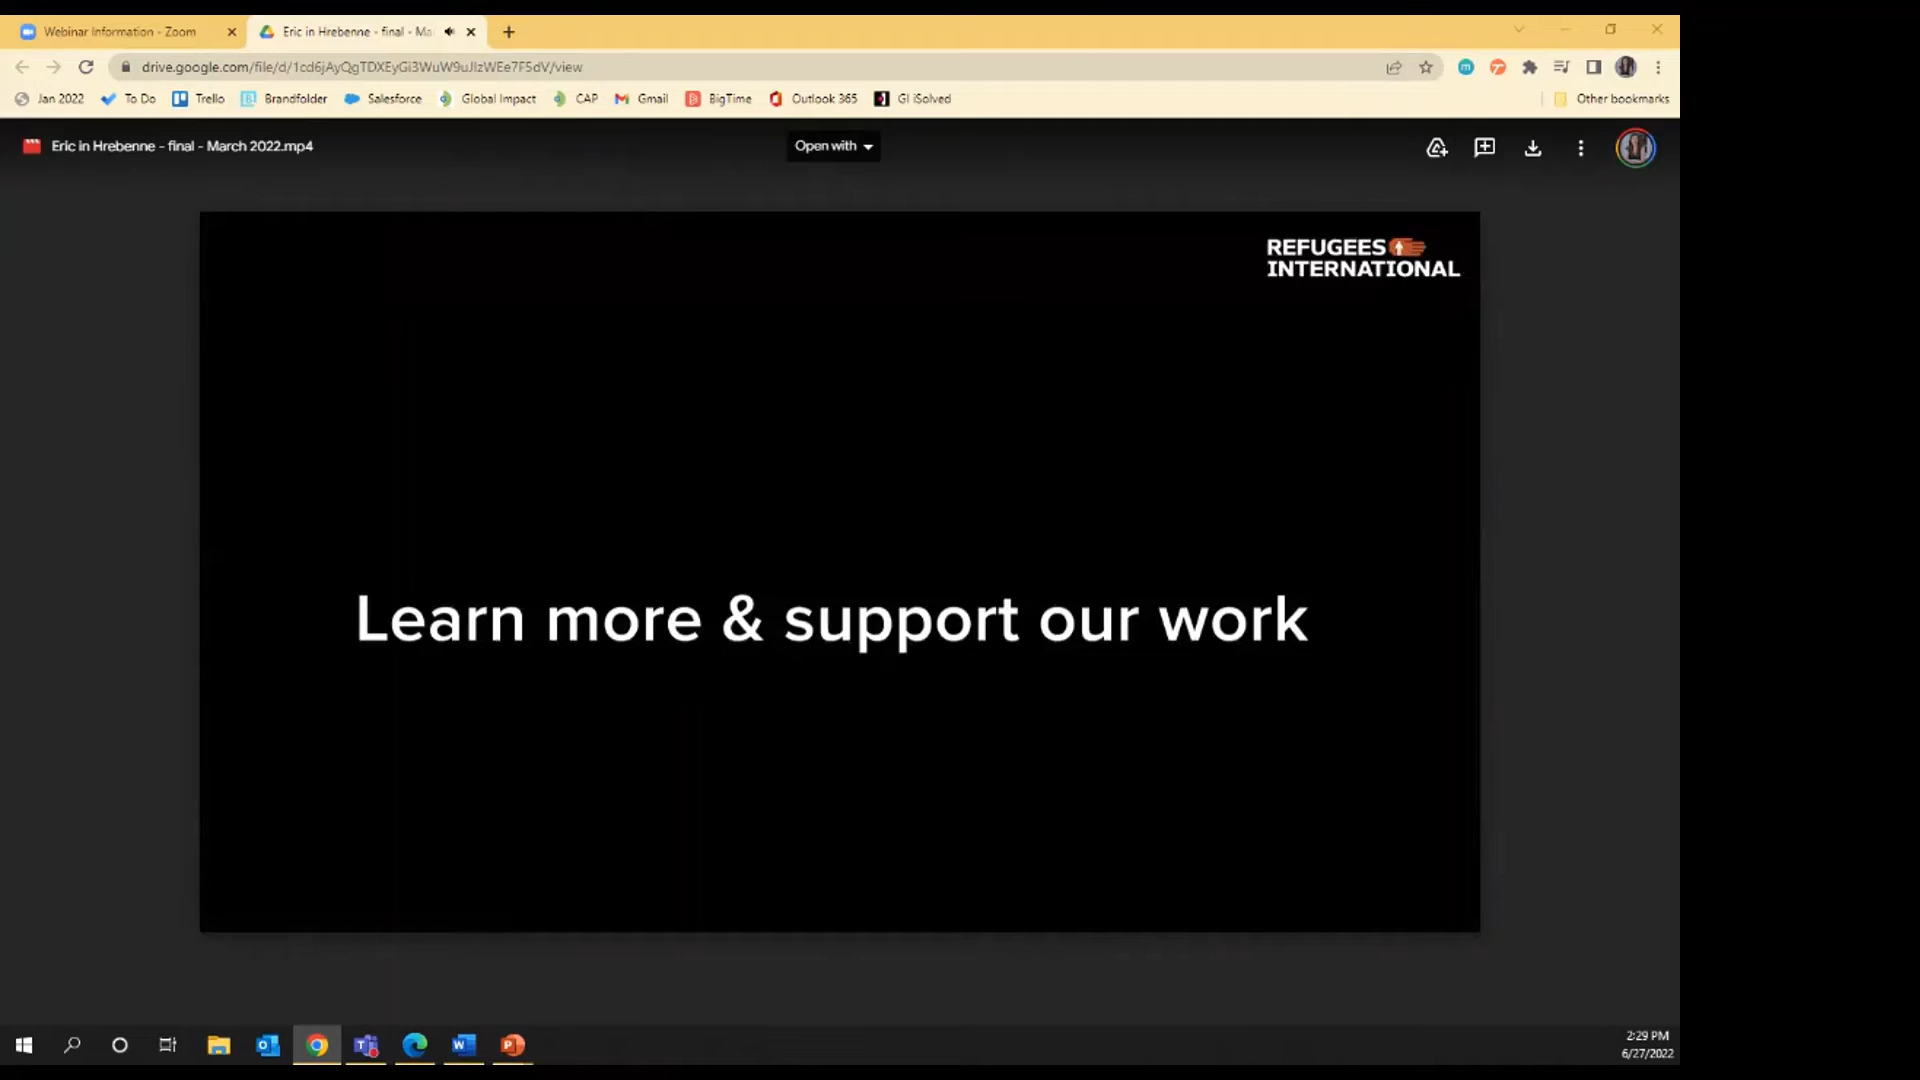 Webinar Information - Zoom
Eric in Hrebenne - final - Ma
drive.google.com/file/d/1cd6jAyQgTDXEyGi3WuW9uJlzWEe7F5dV/view
Jan 2022 To Do Trello Brandfolder Salesforce Global Impact CAP Gmail BigTime Outlook 365 GI iSolved Other bookmarks
Eric in Hrebenne - final - March 2022.mp4
Open with
REFUGEES
INTERNATIONAL
Learn more & support our work
2:29 PM
6/27/2022